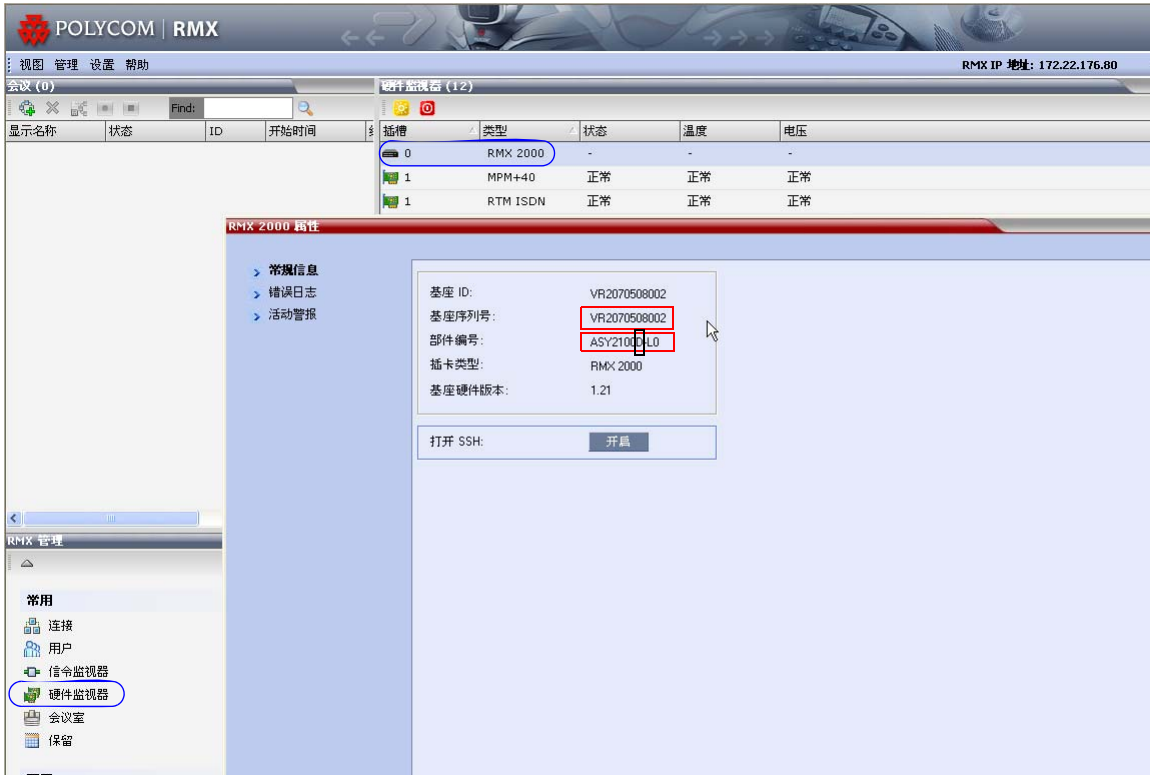 POLYCOM | RMX
视图 管理 设置 帮助
RMX IP 地址: 172.22.176.80
会议 (0)
硬件监视器 (12)
Find:
显示名称 状态 ID 开始时间
插槽 类型 状态 温度 电压
0 RMX 2000 - - -
1 MPM+40 正常 正常 正常
1 RTM ISDN 正常 正常 正常
RMX 2000 属性
常规信息
错误日志
活动警报
基座 ID: VR2070508002
基座序列号: VR2070508002
部件编号: ASY2100D-L0
插卡类型: RMX 2000
基座硬件版本: 1.21
打开 SSH: 开启
RMX 管理
常用
连接
用户
信令监视器
硬件监视器
会议室
保留